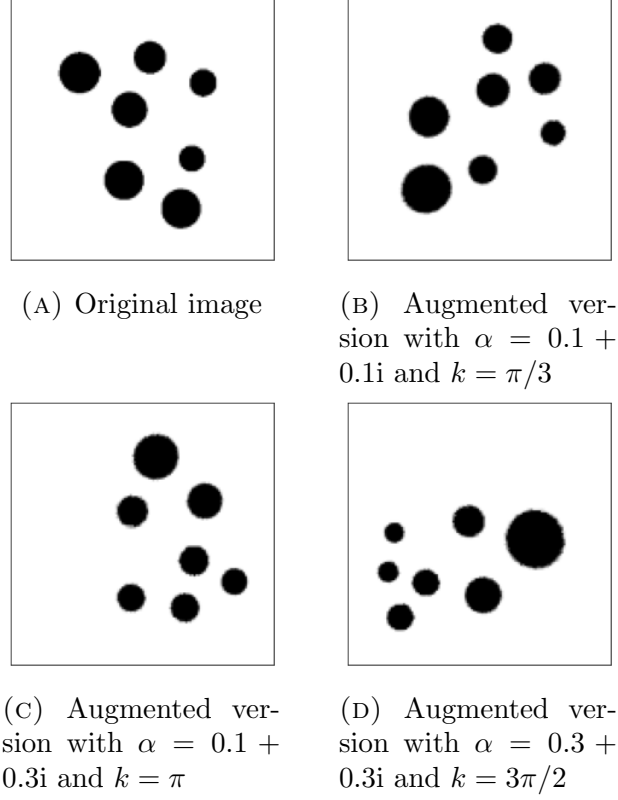 (A) Original image
(B) Augmented ver-
sion with α = 0.1 +
0.1i and k = π/3
(C) Augmented ver-
sion with α = 0.1 +
0.3i and k = π
(D) Augmented ver-
sion with α = 0.3 +
0.3i and k = 3π/2